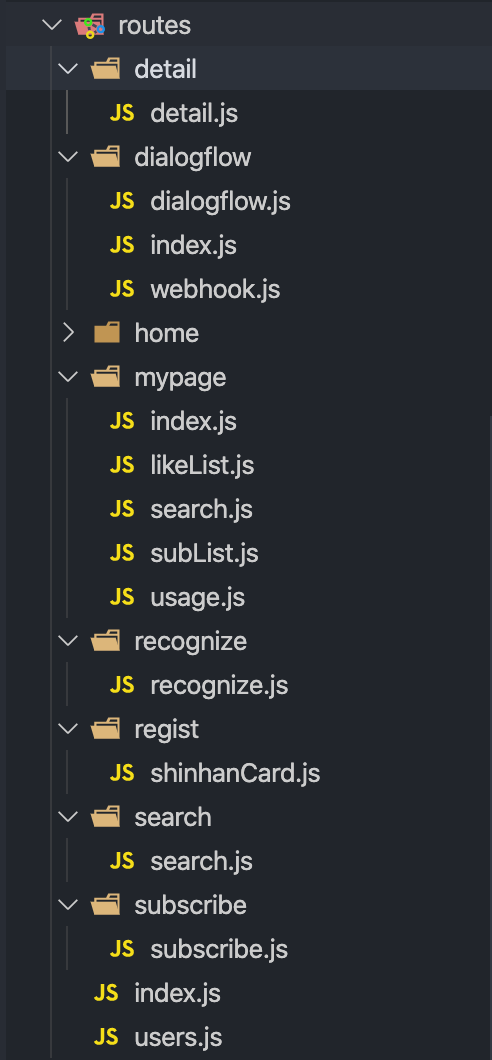 routes
detail
JS detail.js
dialogflow
JS dialogflow.js
JS index.js
JS webhook.js
home
mypage
JS index.js
JS likeList.js
JS search.js
JS subList.js
JS usage.js
recognize
JS recognize.js
regist
JS shinhanCard.js
search
JS search.js
subscribe
JS subscribe.js
JS index.js
JS users.js